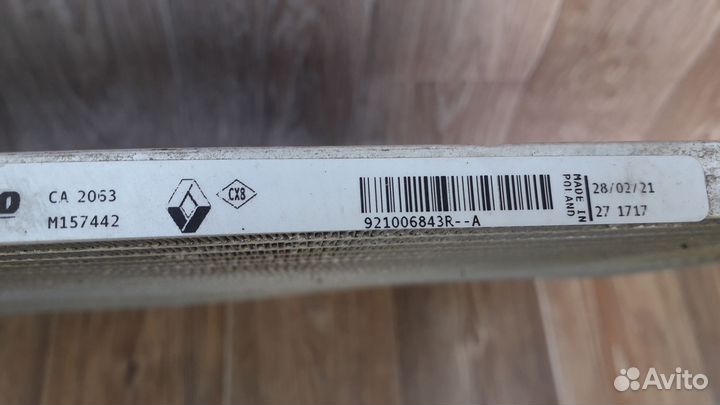 CA 2063
M157442
CX8
921006843R--A
MADE IN
POLAND
28/02/21
27 1717
Avito